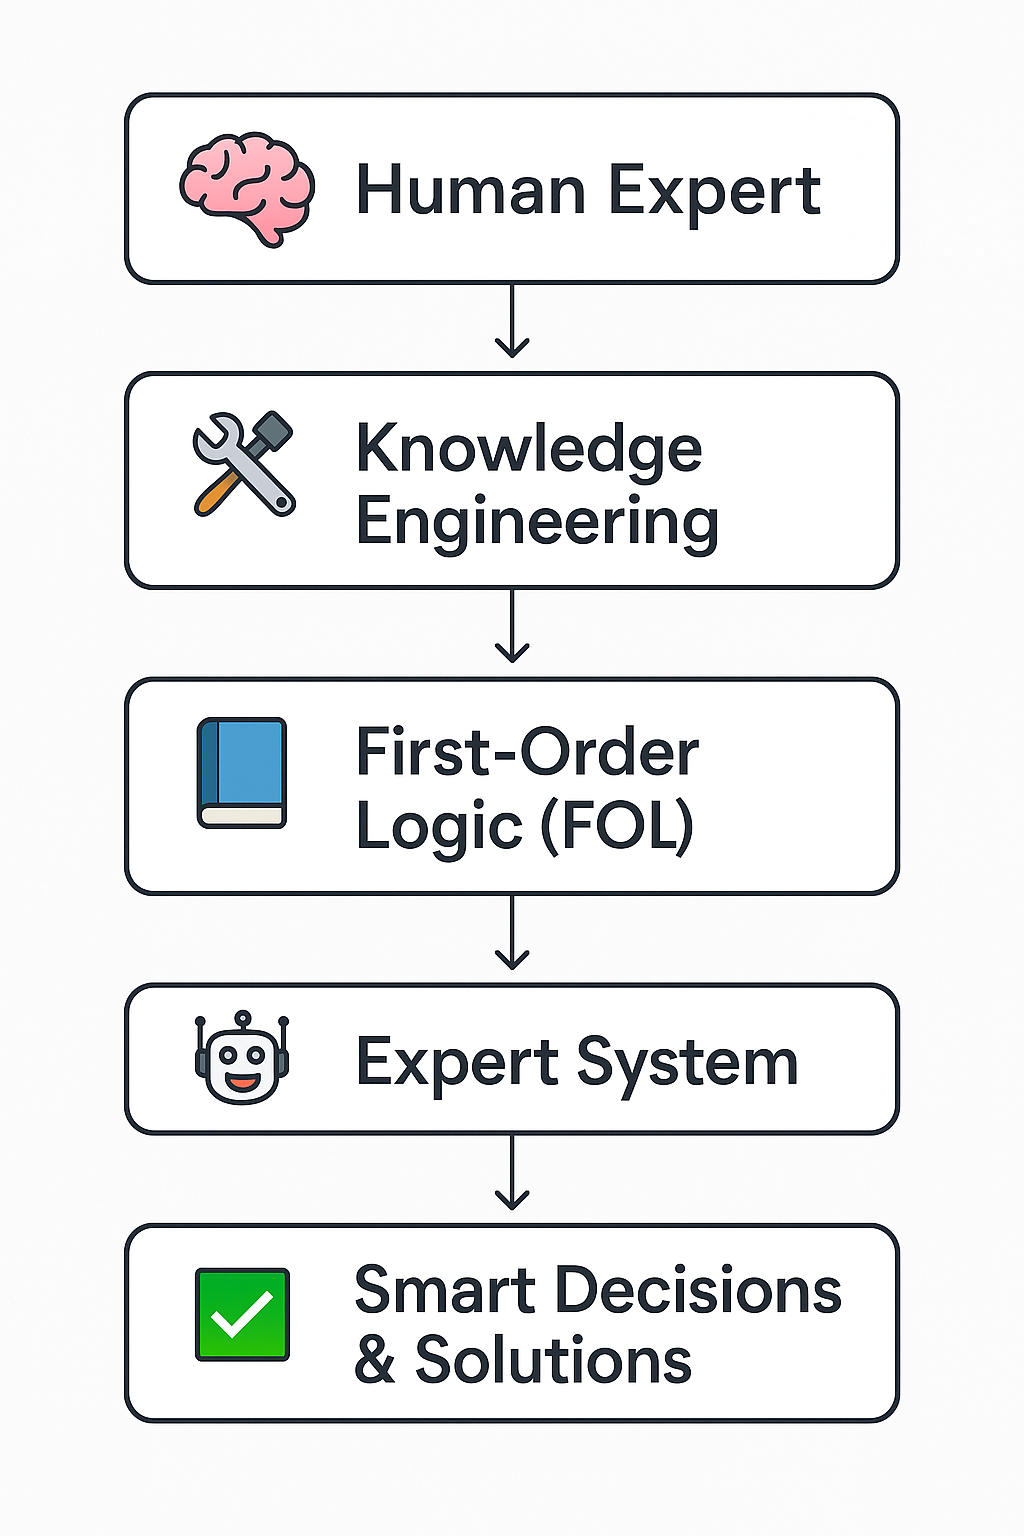 Human Expert
Knowledge
Engineering
First-Order
Logic (FOL)
Expert System
Smart Decisions
& Solutions